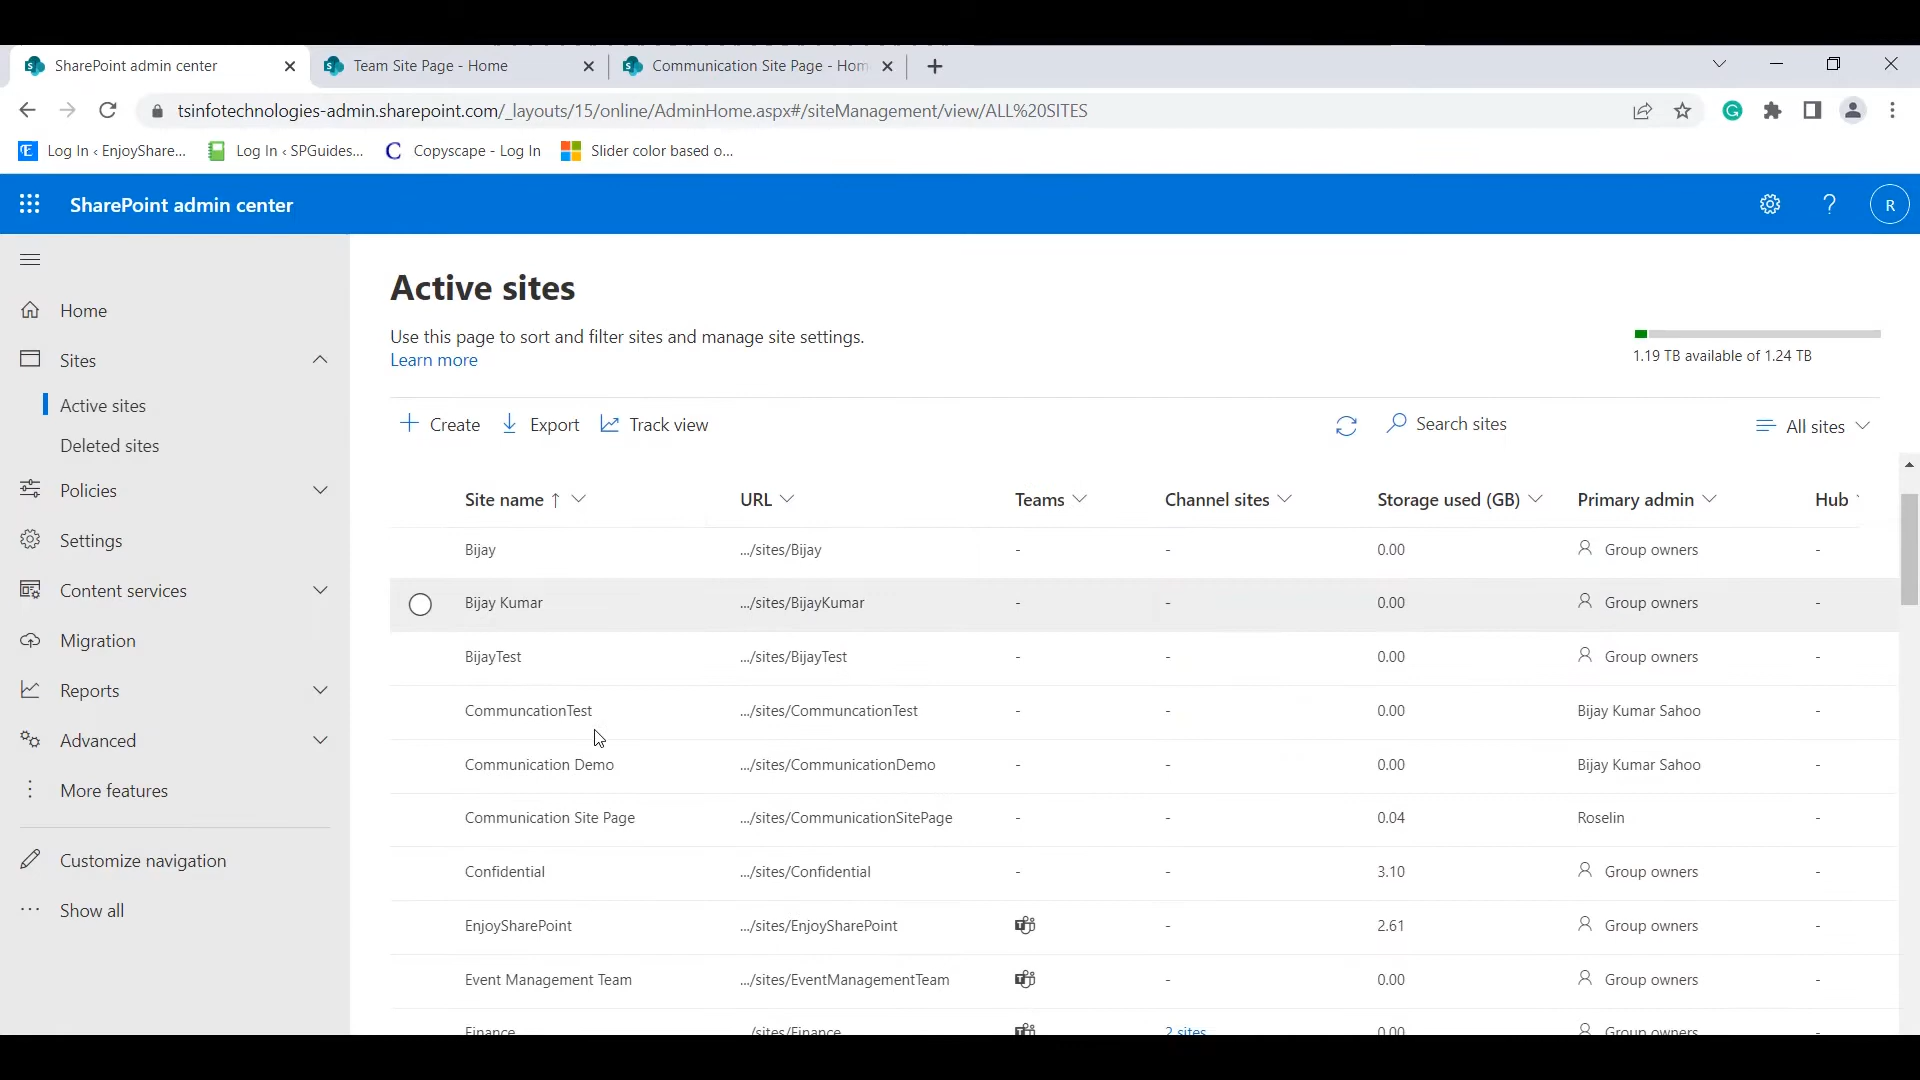 SharePoint admin center
Team Site Page - Home
Communication Site Page - Hom
tsinfotechnologies-admin.sharepoint.com/_layouts/15/online/AdminHome.aspx#/siteManagement/view/ALL%20SITES
Log In ‹ EnjoyShare...
Log In ‹ SPGuides...
Copyscape - Log In
Slider color based o...
SharePoint admin center
R
Home
Sites
Active sites
Deleted sites
Policies
Settings
Content services
Migration
Reports
Advanced
More features
Customize navigation
Show all
Active sites
Use this page to sort and filter sites and manage site settings.
Learn more
1.19 TB available of 1.24 TB
Create Export Track view Search sites All sites
Site name ↑ URL Teams Channel sites Storage used (GB) Primary admin Hub
Bijay .../sites/Bijay - - 0.00 Group owners -
Bijay Kumar .../sites/BijayKumar - - 0.00 Group owners -
BijayTest .../sites/BijayTest - - 0.00 Group owners -
CommuncationTest .../sites/CommuncationTest - - 0.00 Bijay Kumar Sahoo -
Communication Demo .../sites/CommunicationDemo - - 0.00 Bijay Kumar Sahoo -
Communication Site Page .../sites/CommunicationSitePage - - 0.04 Roselin -
Confidential .../sites/Confidential - - 3.10 Group owners -
EnjoySharePoint .../sites/EnjoySharePoint - 2.61 Group owners -
Event Management Team .../sites/EventManagementTeam - 0.00 Group owners -
Finance .../sites/Finance 2 sites 0.00 Group owners -